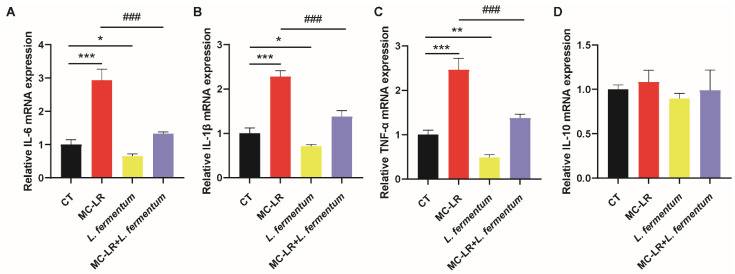 A
Relative IL-6 mRNA expression
4
3
2
1
0
###
*
***
CT
MC-LR
L. fermentum
MC-LR+L. fermentum
B
Relative IL-1β mRNA expression
3
2
1
0
###
*
***
CT
MC-LR
L. fermentum
MC-LR+L. fermentum
C
Relative TNF-α mRNA expression
3
2
1
0
###
**
***
CT
MC-LR
L. fermentum
MC-LR+L. fermentum
D
Relative IL-10 mRNA expression
1.5
1.0
0.5
0.0
CT
MC-LR
L. fermentum
MC-LR+L. fermentum